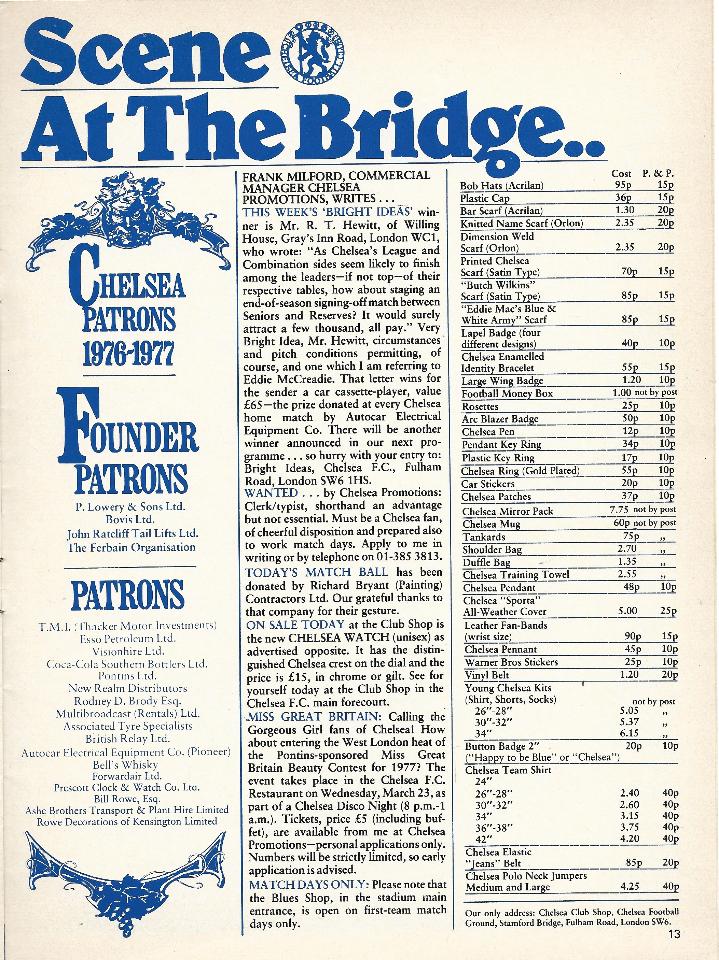 Scene
CHELSEA FOOTBALL CLUB
At The Bridge..
CHELSEA
PATRONS
1976-1977
FOUNDER
PATRONS
P. Lowery & Sons Ltd.
Bovis Ltd.
John Ratcliff Tail Lifts Ltd.
The Ferbain Organisation
PATRONS
T.M.I. (Thacker Motor Investments)
Esso Petroleum Ltd.
Visionhire Ltd.
Coca-Cola Southern Bottlers Ltd.
Pontins Ltd.
New Realm Distributors
Rodney D. Brody Esq.
Multibroadcast (Rentals) Ltd.
Associated Tyre Specialists
British Relay Ltd.
Autocar Electrical Equipment Co. (Pioneer)
Bell's Whisky
Forwardair Ltd.
Prescott Clock & Watch Co. Ltd.
Bill Rowe, Esq.
Ashe Brothers Transport & Plant Hire Limited
Rowe Decorations of Kensington Limited
FRANK MILFORD, COMMERCIAL
MANAGER CHELSEA
PROMOTIONS, WRITES . . .
THIS WEEK'S 'BRIGHT IDEAS' win-
ner is Mr. R. T. Hewitt, of Willing
House, Gray's Inn Road, London WC1,
who wrote: "As Chelsea's League and
Combination sides seem likely to finish
among the leaders—if not top—of their
respective tables, how about staging an
end-of-season signing-off match between
Seniors and Reserves? It would surely
attract a few thousand, all pay." Very
Bright Idea, Mr. Hewitt, circumstances
and pitch conditions permitting, of
course, and one which I am referring to
Eddie McCreadie. That letter wins for
the sender a car cassette-player, value
£65—the prize donated at every Chelsea
home match by Autocar Electrical
Equipment Co. There will be another
winner announced in our next pro-
gramme . . . so hurry with your entry to:
Bright Ideas, Chelsea F.C., Fulham
Road, London SW6 1HS.
WANTED . . . by Chelsea Promotions:
Clerk/typist, shorthand an advantage
but not essential. Must be a Chelsea fan,
of cheerful disposition and prepared also
to work match days. Apply to me in
writing or by telephone on 01-385 3813.
TODAY'S MATCH BALL has been
donated by Richard Bryant (Painting)
Contractors Ltd. Our grateful thanks to
that company for their gesture.
ON SALE TODAY at the Club Shop is
the new CHELSEA WATCH (unisex) as
advertised opposite. It has the distin-
guished Chelsea crest on the dial and the
price is £15, in chrome or gilt. See for
yourself today at the Club Shop in the
Chelsea F.C. main forecourt.
MISS GREAT BRITAIN: Calling the
Gorgeous Girl fans of Chelsea! How
about entering the West London heat of
the Pontins-sponsored Miss Great
Britain Beauty Contest for 1977? The
event takes place in the Chelsea F.C.
Restaurant on Wednesday, March 23, as
part of a Chelsea Disco Night (8 p.m.-1
a.m.). Tickets, price £5 (including buf-
fet), are available from me at Chelsea
Promotions—personal applications only.
Numbers will be strictly limited, so early
application is advised.
MATCH DAYS ONLY: Please note that
the Blues Shop, in the stadium main
entrance, is open on first-team match
days only.
Cost P. & P.
Bob Hats (Acrilan) 95p 15p
Plastic Cap 36p 15p
Bar Scarf (Acrilan) 1.30 20p
Knitted Name Scarf (Orlon) 2.35 20p
Dimension Weld
Scarf (Orlon) 2.35 20p
Printed Chelsea
Scarf (Satin Type) 70p 15p
"Butch Wilkins"
Scarf (Satin Type) 85p 15p
"Eddie Mac's Blue &
White Army" Scarf 85p 15p
Lapel Badge (four
different designs) 40p 10p
Chelsea Enamelled
Identity Bracelet 55p 15p
Large Wing Badge 1.20 10p
Football Money Box 1.00 not by post
Rosettes 25p 10p
Arc Blazer Badge 50p 10p
Chelsea Pen 12p 10p
Pendant Key Ring 34p 10p
Plastic Key Ring 17p 10p
Chelsea Ring (Gold Plated) 55p 10p
Car Stickers 20p 10p
Chelsea Patches 37p 10p
Chelsea Mirror Pack 7.75 not by post
Chelsea Mug 60p not by post
Tankards 75p ,,
Shoulder Bag 2.70 ,,
Duffle Bag 1.35 ,,
Chelsea Training Towel 2.55 ,,
Chelsea Pendant 48p 10p
Chelsea "Sporta"
All-Weather Cover 5.00 25p
Leather Fan-Bands
(wrist size) 90p 15p
Chelsea Pennant 45p 10p
Warner Bros Stickers 25p 10p
Vinyl Belt 1.20 20p
Young Chelsea Kits
(Shirt, Shorts, Socks) not by post
26"-28" 5.05 ,,
30"-32" 5.37 ,,
34" 6.15 ,,
Button Badge 2" 20p 10p
("Happy to be Blue" or "Chelsea")
Chelsea Team Shirt
24"
26"-28" 2.40 40p
30"-32" 2.60 40p
34" 3.15 40p
36"-38" 3.75 40p
42" 4.20 40p
Chelsea Elastic
"Jeans" Belt 85p 20p
Chelsea Polo Neck Jumpers
Medium and Large 4.25 40p
Our only address: Chelsea Club Shop, Chelsea Football
Ground, Stamford Bridge, Fulham Road, London SW6.
13